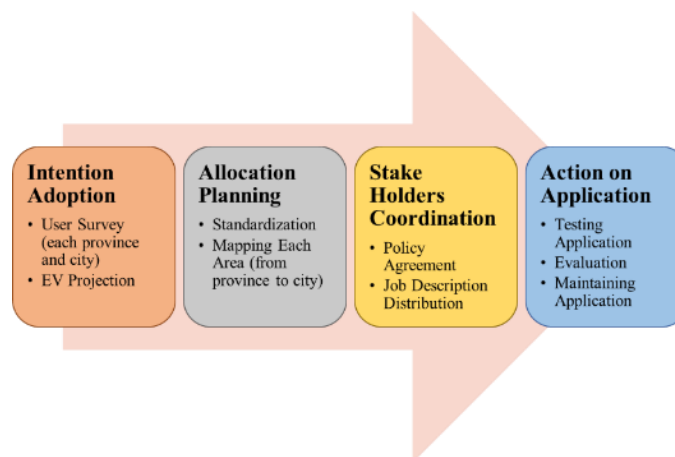 Intention
Adoption
• User Survey
(each province
and city)
• EV Projection
Allocation
Planning
• Standardization
• Mapping Each
Area (from
province to city)
Stake
Holders
Coordination
• Policy
Agreement
• Job Description
Distribution
Action on
Application
• Testing
Application
• Evaluation
• Maintaining
Application